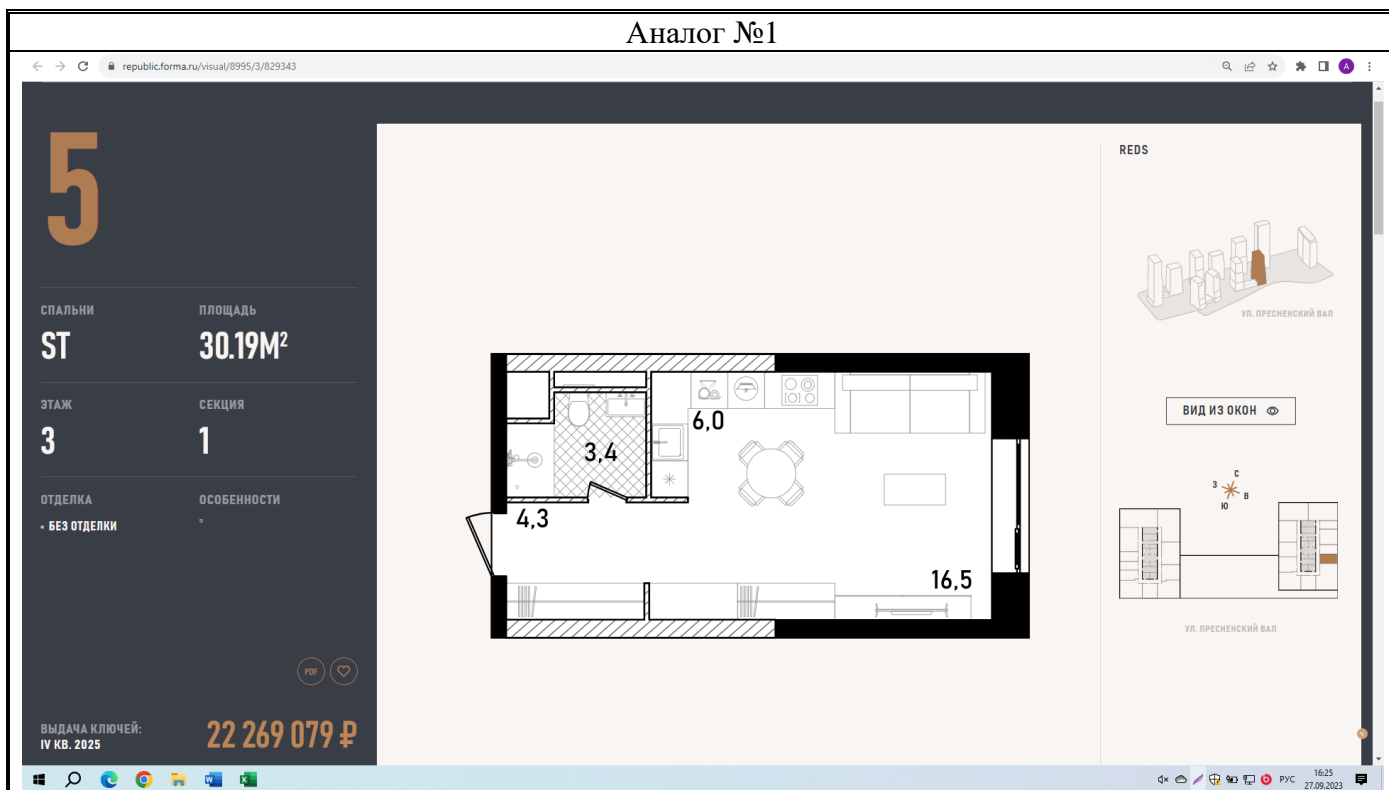 Аналог №1
republic.forma.ru/visual/8995/3/829343
A
5
REDS
УЛ. ПРЕСНЕНСКИЙ ВАЛ
СПАЛЬНИ ПЛОЩАДЬ
ST 30.19М²
ЭТАЖ СЕКЦИЯ
3 1
ОТДЕЛКА ОСОБЕННОСТИ
• БЕЗ ОТДЕЛКИ
6,0
3,4
4,3
16,5
ВИД ИЗ ОКОН
С
З В
Ю
УЛ. ПРЕСНЕНСКИЙ ВАЛ
PDF
ВЫДАЧА КЛЮЧЕЙ:
IV КВ. 2025
22 269 079 ₽
РУС
16:25
27.09.2023